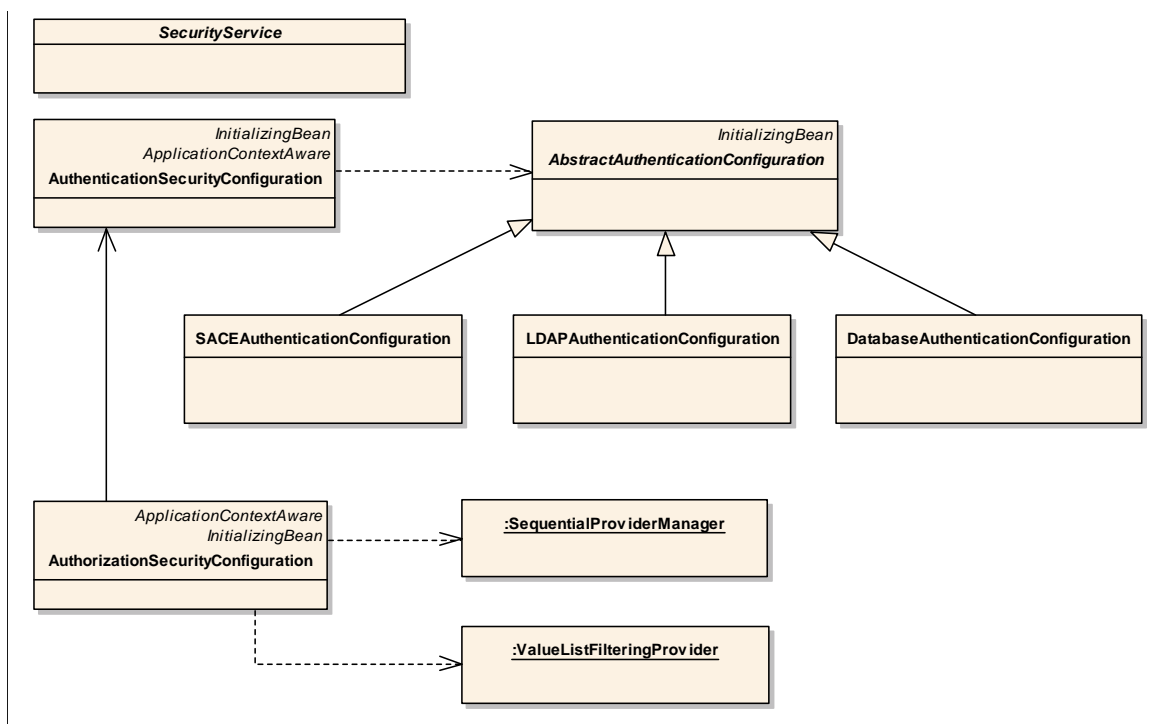 SecurityService
InitializingBean
ApplicationContextAware
AuthenticationSecurityConfiguration
InitializingBean
AbstractAuthenticationConfiguration
SACEAuthenticationConfiguration
LDAPAuthenticationConfiguration
DatabaseAuthenticationConfiguration
ApplicationContextAware
InitializingBean
AuthorizationSecurityConfiguration
:SequentialProviderManager
:ValueListFilteringProvider